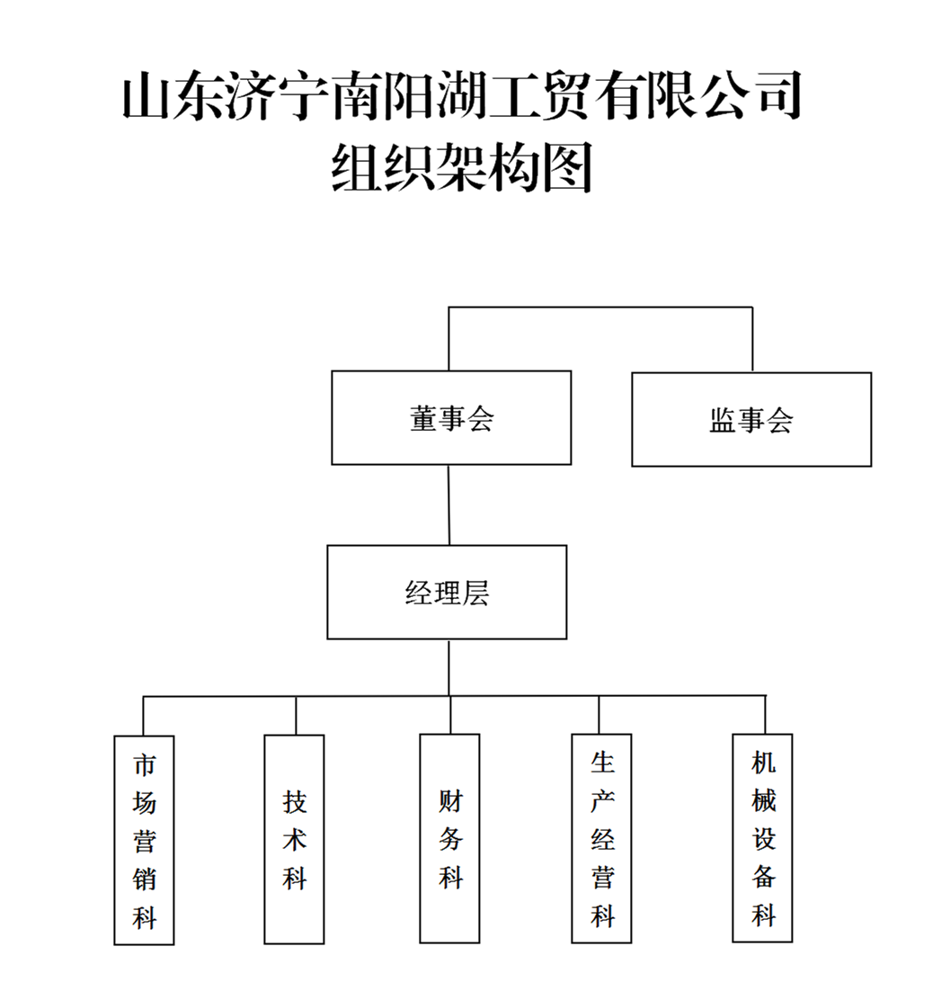 山东济宁南阳湖工贸有限公司
组织架构图
董事会
监事会
经理层
市场营销科
技术科
财务科
生产经营科
机械设备科